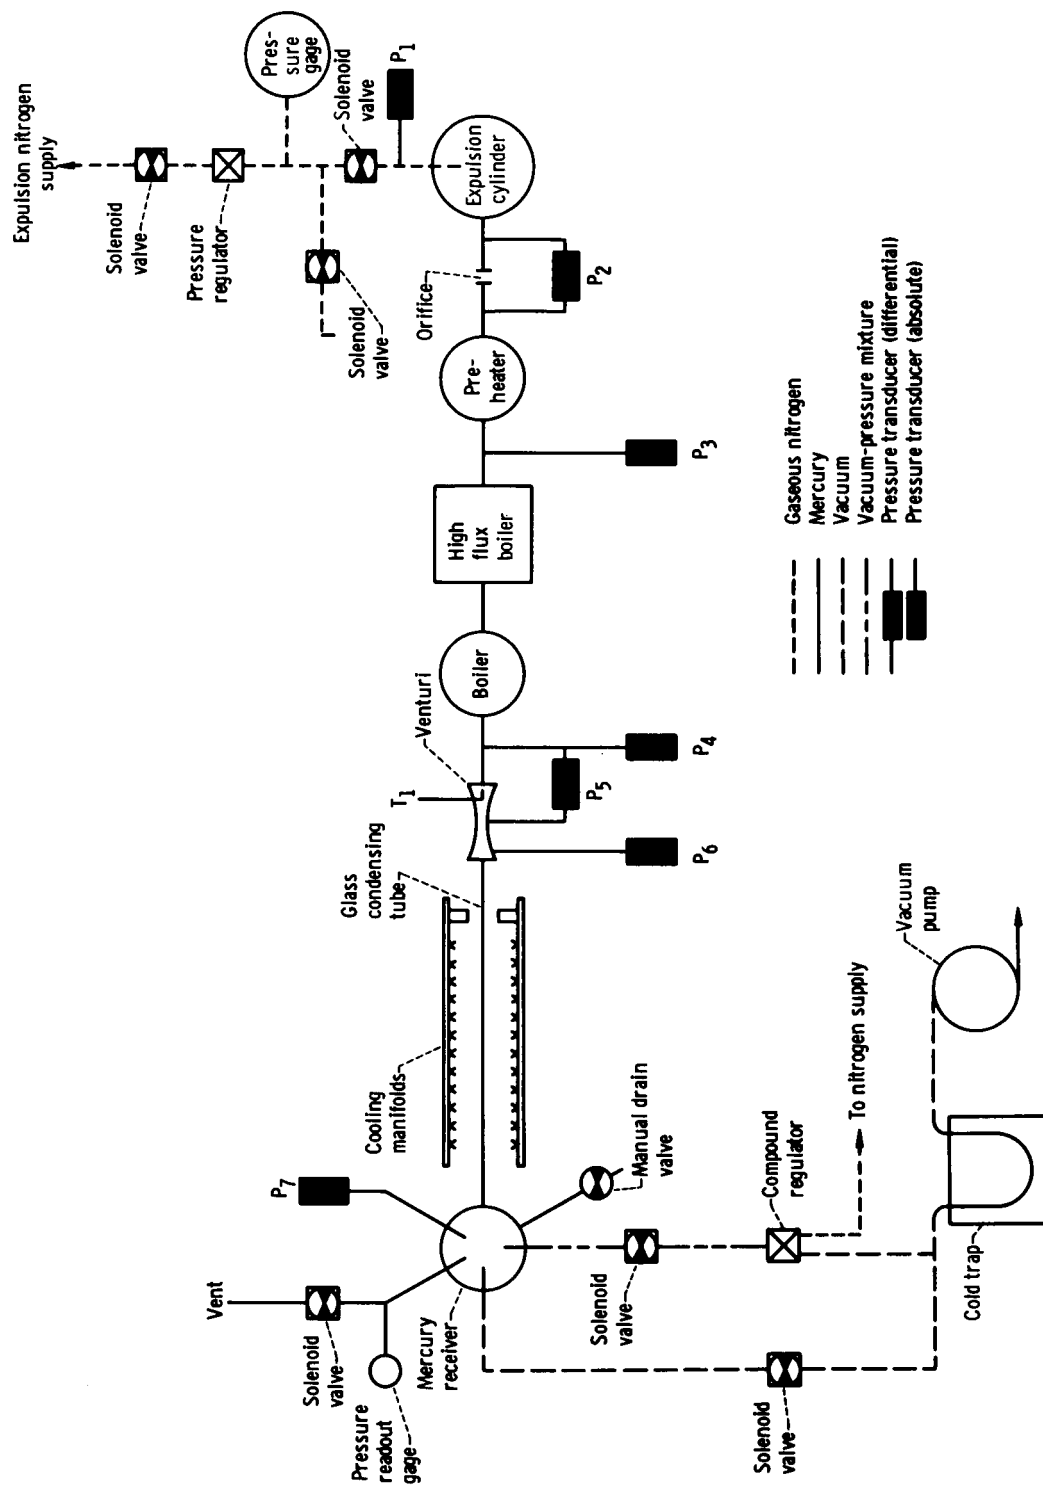 Expulsion nitrogen
supply
Pres-
sure
gage
Solenoid
valve
P1
Solenoid
valve
Pressure
regulator
Solenoid
valve
Expulsion
cylinder
Orifice
P2
Pre-
heater
P3
High
flux
boiler
Boiler
Venturi
T1
P4
P5
P6
Glass
condensing
tube
Cooling
manifolds
P7
Vent
Solenoid
valve
Pressure
readout
gage
Mercury
receiver
Manual drain
valve
Solenoid
valve
Compound
regulator
To nitrogen supply
Vacuum
pump
Cold trap
Solenoid
valve
Gaseous nitrogen
Mercury
Vacuum
Vacuum-pressure mixture
Pressure transducer (differential)
Pressure transducer (absolute)